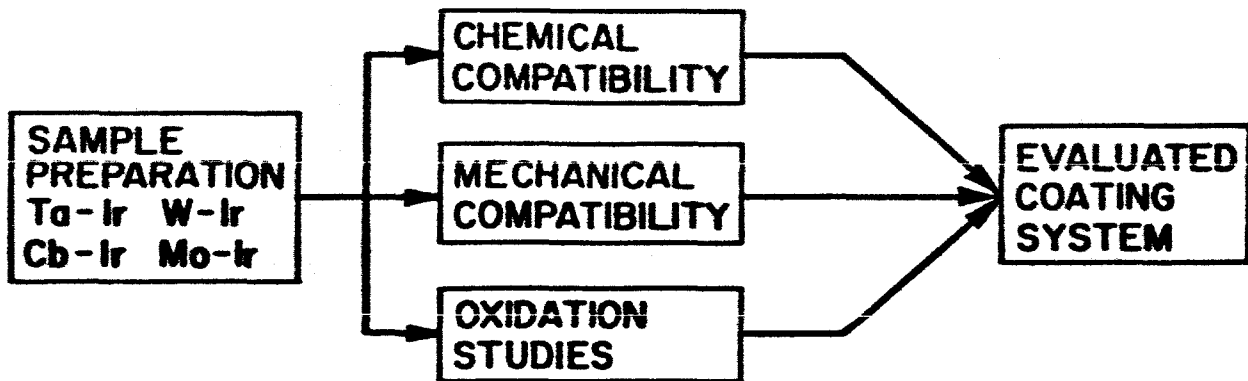 SAMPLE
PREPARATION
Ta-Ir W-Ir
Cb-Ir Mo-Ir
CHEMICAL
COMPATIBILITY
MECHANICAL
COMPATIBILITY
OXIDATION
STUDIES
EVALUATED
COATING
SYSTEM